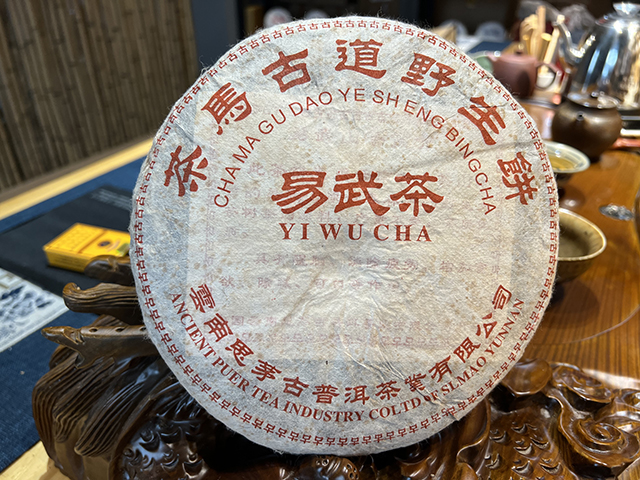 茶馬古道野生餅
CHA MA GU DAO YE SHENG BINGCHA
易武茶
YI WU CHA
雲南思茅古普洱茶業有限公司
ANCIENT PUER TEA INDUSTRY CO LTD OF SI MAO YUNNAN